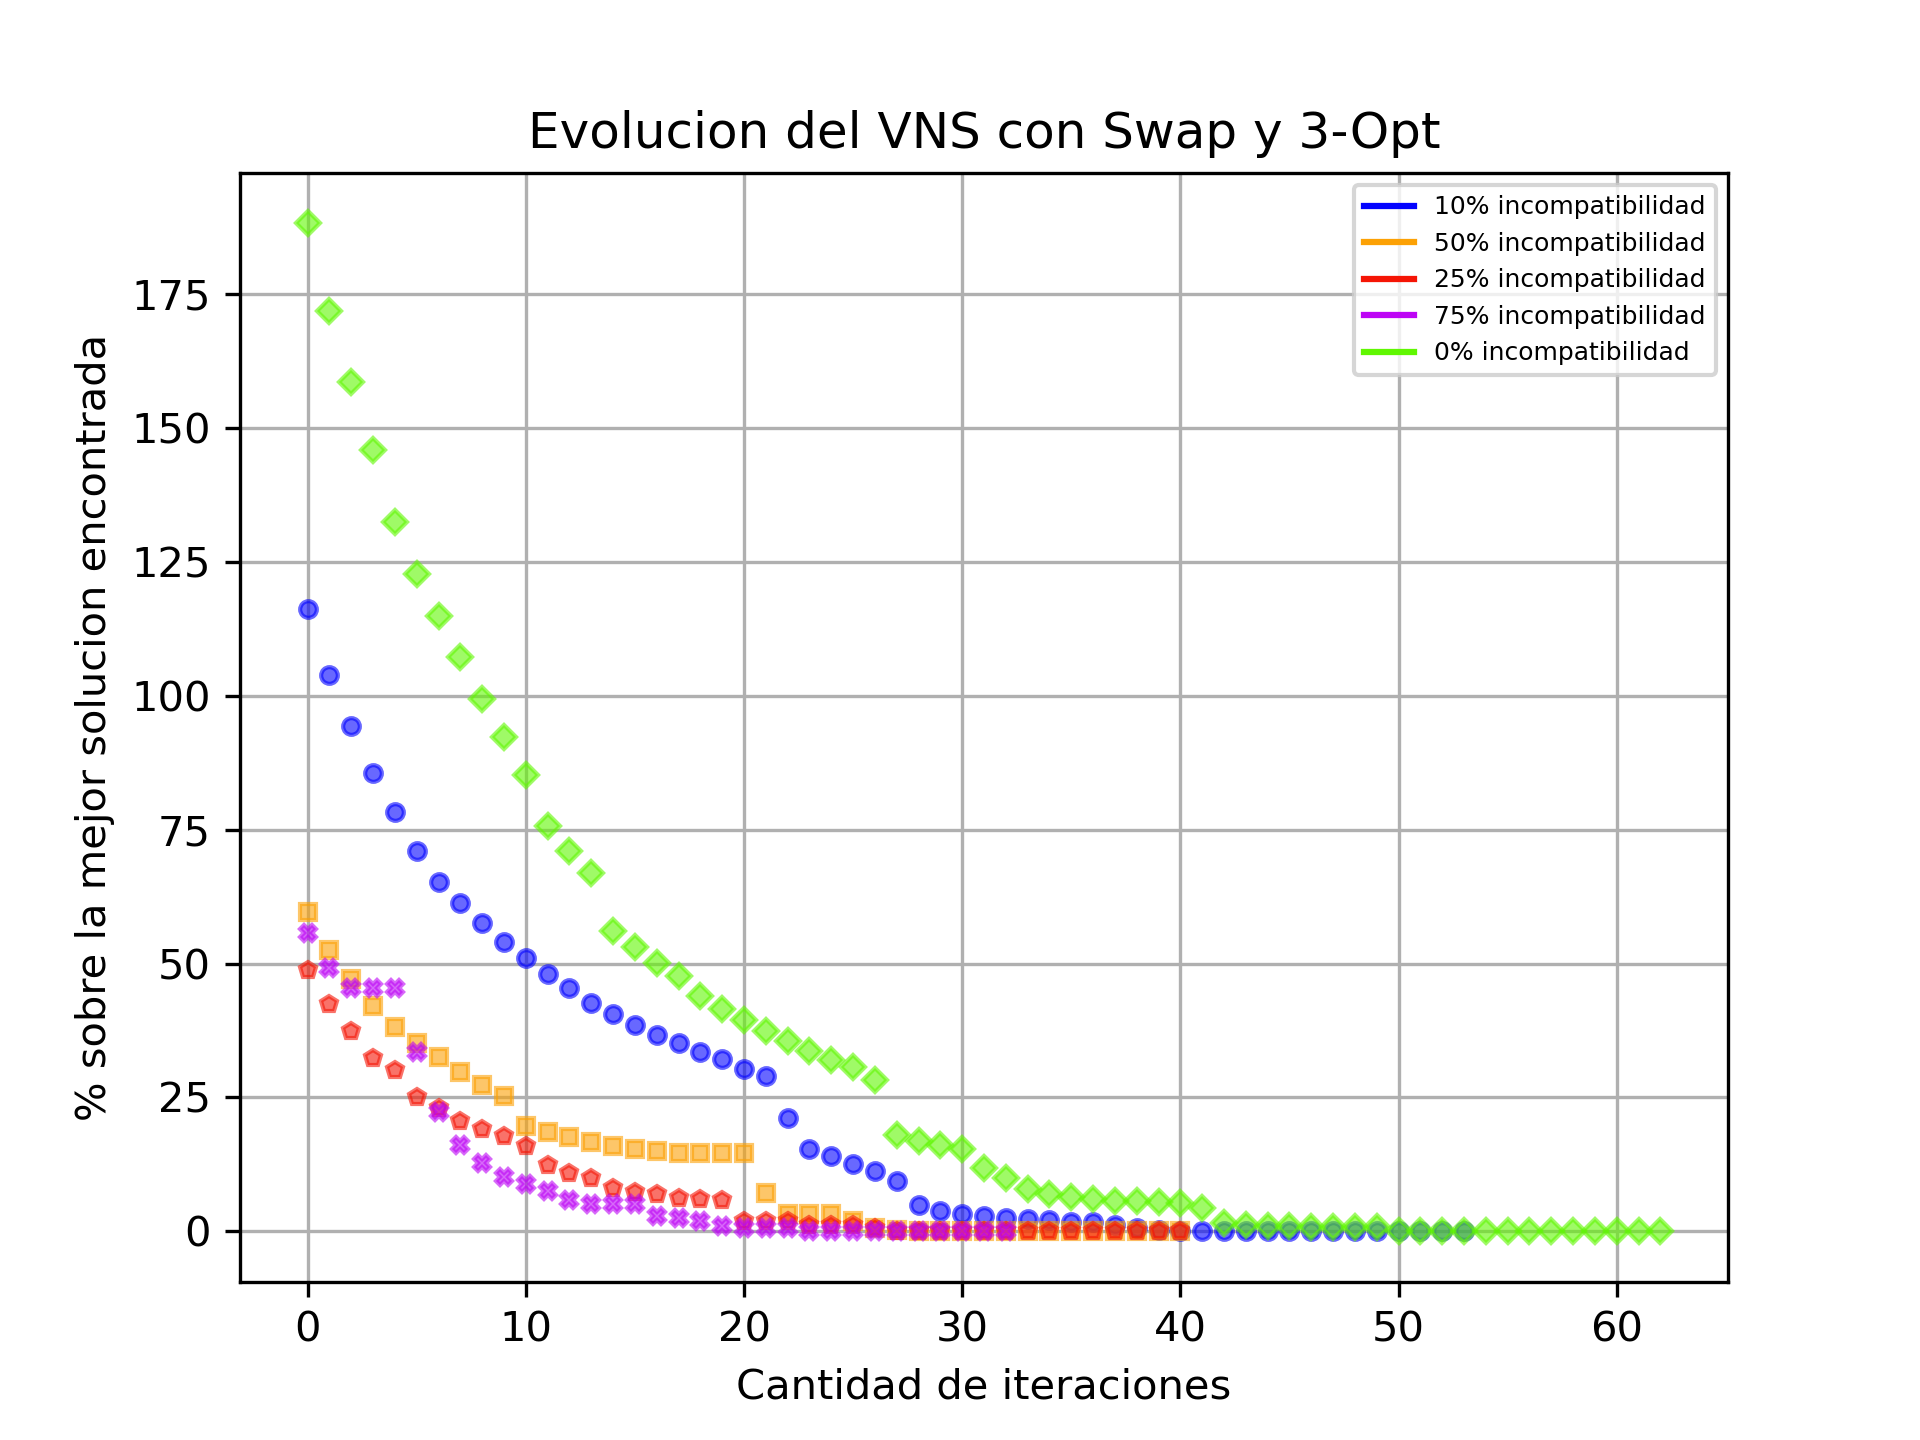 Evolucion del VNS con Swap y 3-Opt
10% incompatibilidad
50% incompatibilidad
25% incompatibilidad
75% incompatibilidad
0% incompatibilidad
% sobre la mejor solucion encontrada
175
150
125
100
75
50
25
0
0 10 20 30 40 50 60
Cantidad de iteraciones